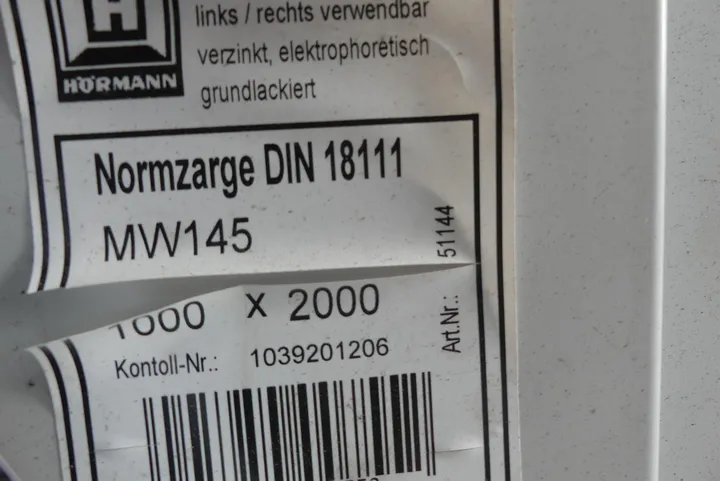 H
HÖRMANN
links / rechts verwendbar
verzinkt, elektrophoretisch
grundlackiert
Normzarge DIN 18111
MW145
1000 x 2000
Kontoll-Nr.: 1039201206
Art.Nr.: 51144